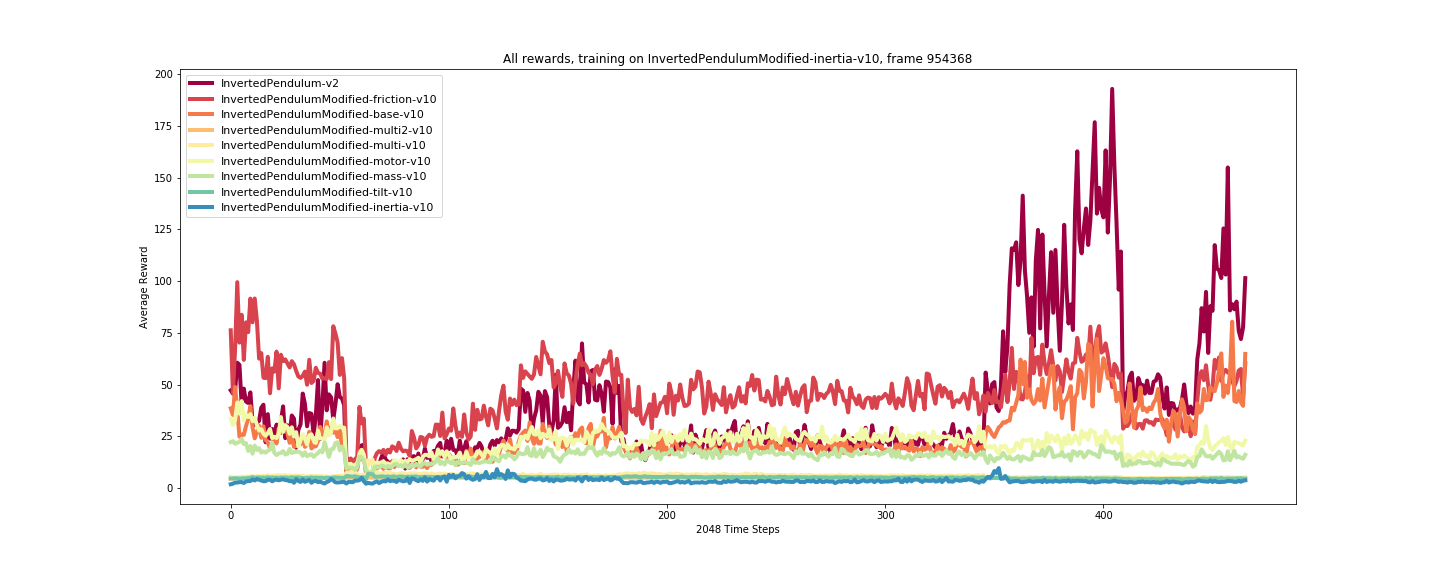 All rewards, training on InvertedPendulumModified-inertia-v10, frame 954368
InvertedPendulum-v2
InvertedPendulumModified-friction-v10
InvertedPendulumModified-base-v10
InvertedPendulumModified-multi2-v10
InvertedPendulumModified-multi-v10
InvertedPendulumModified-motor-v10
InvertedPendulumModified-mass-v10
InvertedPendulumModified-tilt-v10
InvertedPendulumModified-inertia-v10
Average Reward
200
175
150
125
100
75
50
25
0
0 100 200 300 400
2048 Time Steps